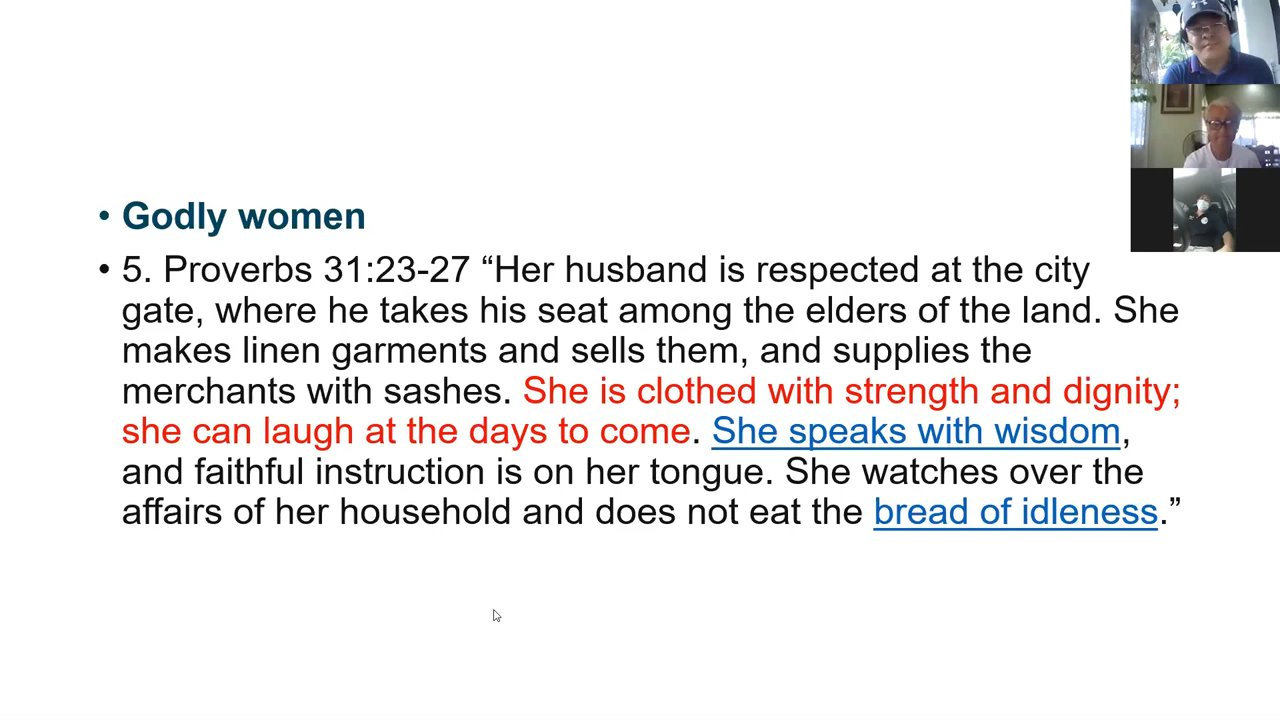 • Godly women
• 5. Proverbs 31:23-27 “Her husband is respected at the city
gate, where he takes his seat among the elders of the land. She
makes linen garments and sells them, and supplies the
merchants with sashes. She is clothed with strength and dignity;
she can laugh at the days to come. She speaks with wisdom,
and faithful instruction is on her tongue. She watches over the
affairs of her household and does not eat the bread of idleness.”